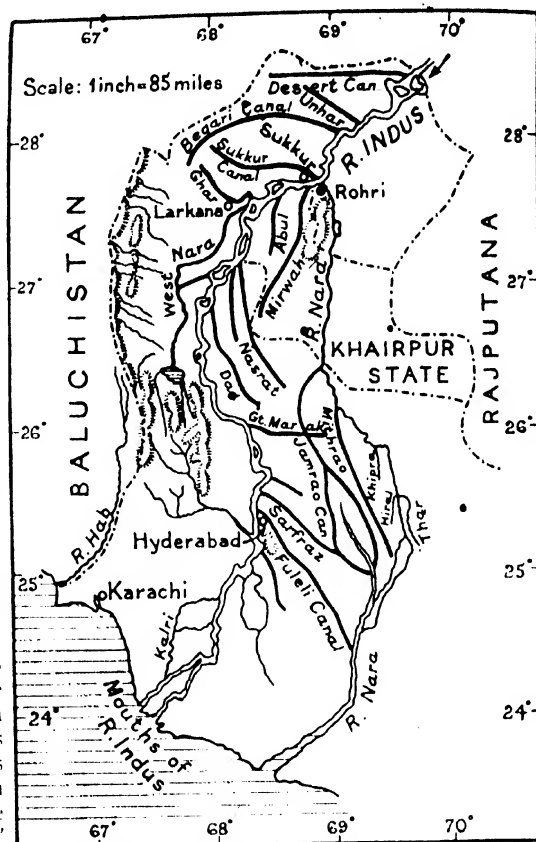 67°
68°
69°
70°
Scale: 1inch=85 miles
Desert Can
Unhar
Begari Canal
R. INDUS
28°
28°
Sukkur Canal
Sukkur
Ghar
Rohri
Larkana
Abul
West Nara
Mirwah
R. Nara
27°
27°
BALUCHISTAN
RAJPUTANA
KHAIRPUR
STATE
Nasrat
Dad
Gt. Marak
Mithrao
26°
26°
Jamrao Can
Khipra
Hiral
Thar
R. Hab
Hyderabad
Sarfraz
Fuleli Canal
25°
25°
Karachi
Kalri
R. Nara
24°
24°
Mouths of
R. Indus
67°
68°
69°
70°